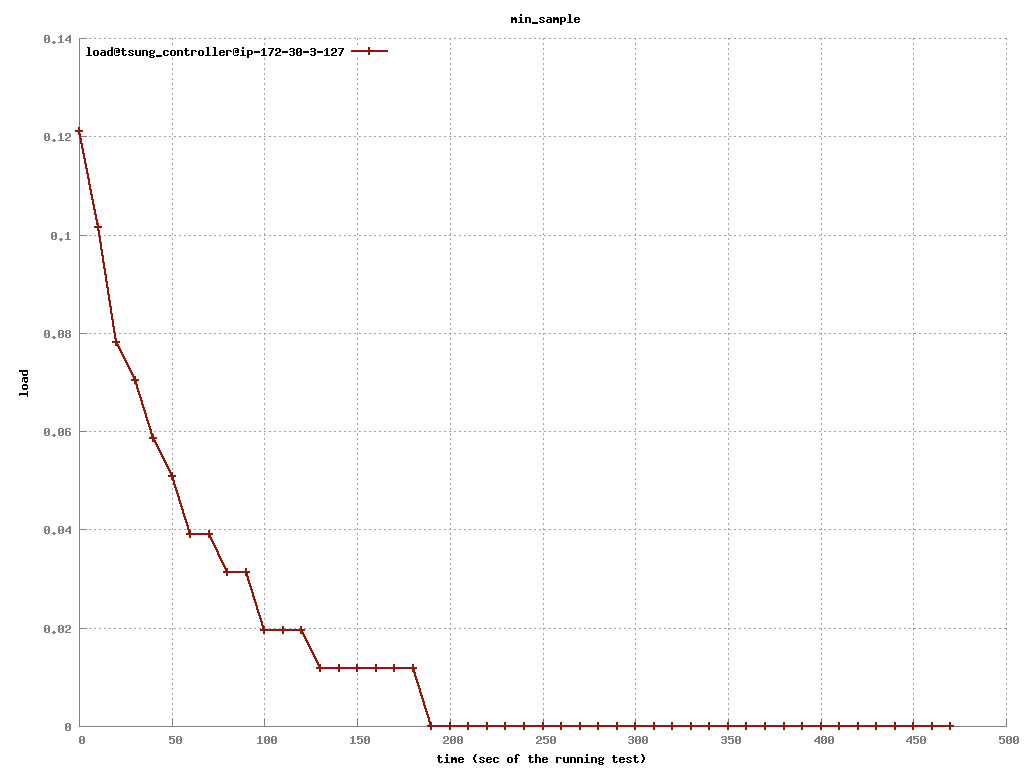 min_sample
load@tsung_controller@ip-172-30-3-127
0.14
0.12
0.1
0.08
0.06
0.04
0.02
0
load
0 50 100 150 200 250 300 350 400 450 500
time (sec of the running test)